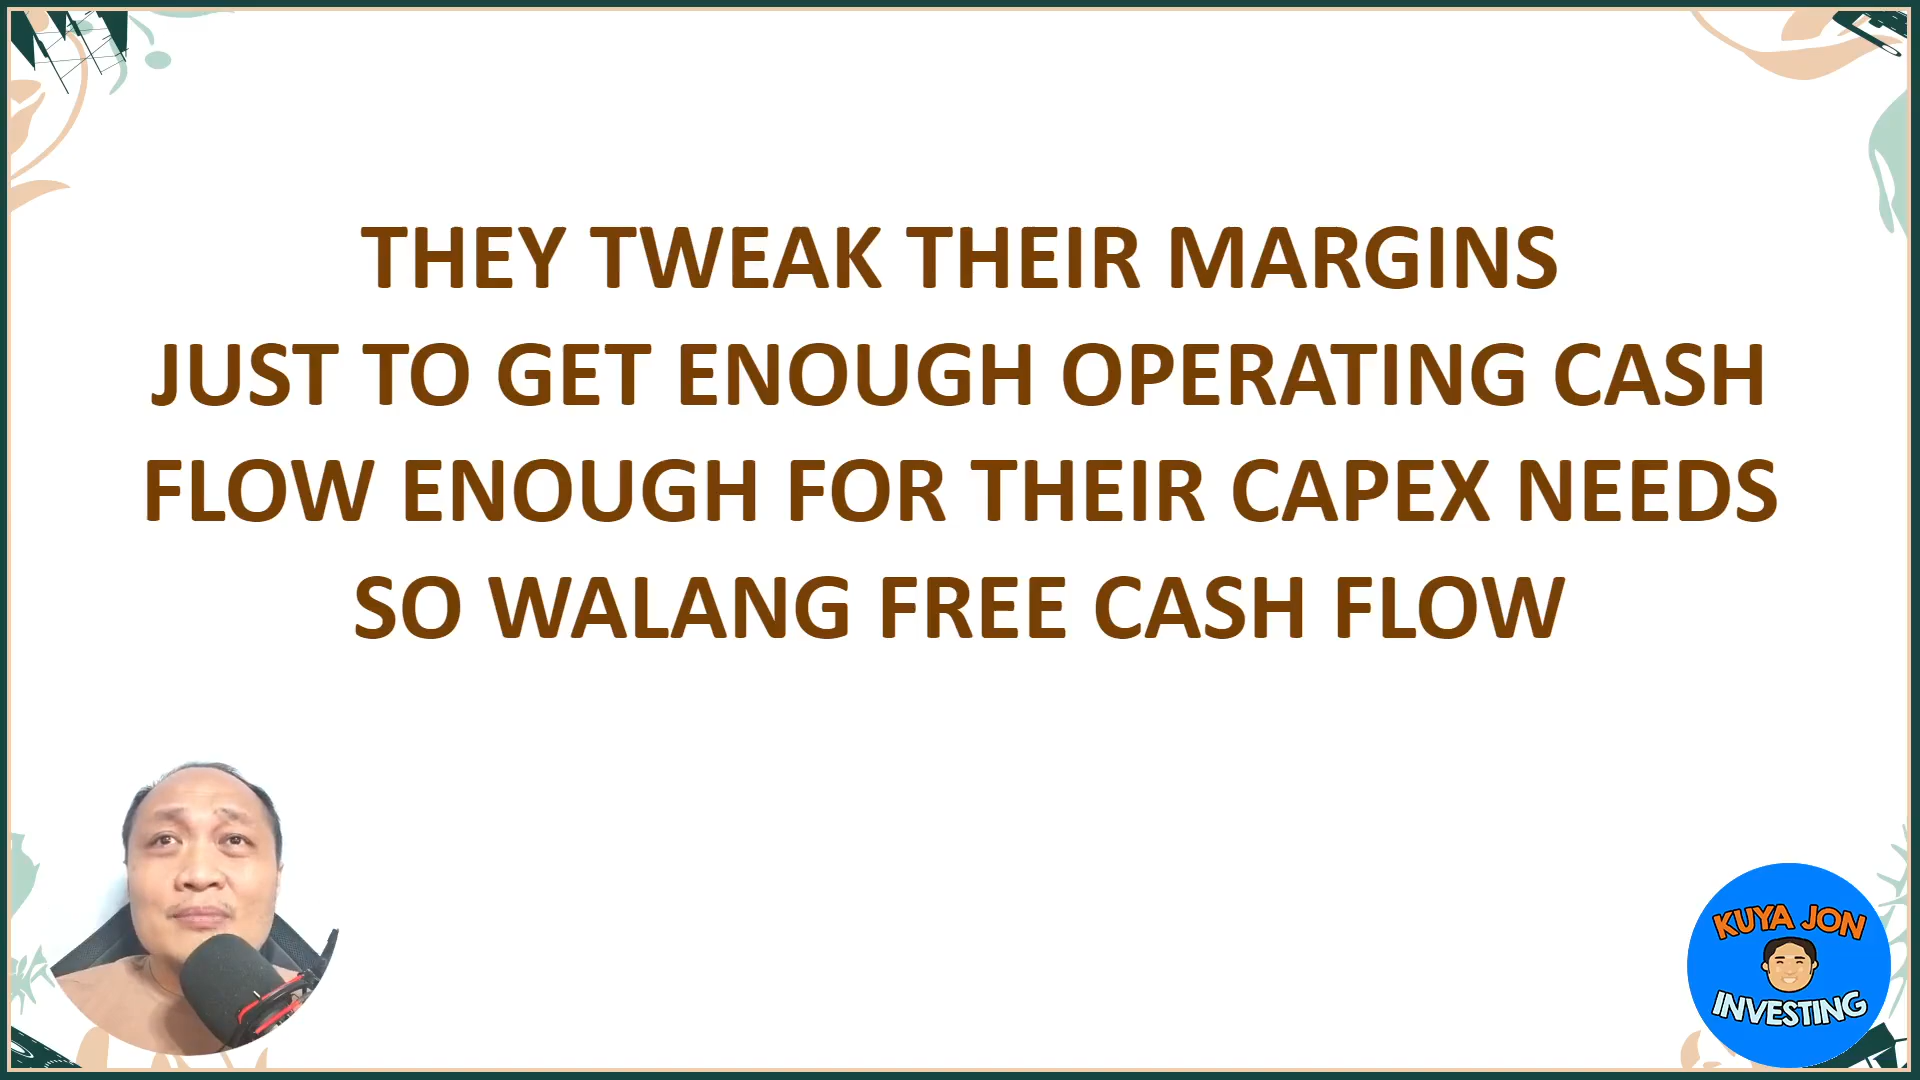 THEY TWEAK THEIR MARGINS
JUST TO GET ENOUGH OPERATING CASH
FLOW ENOUGH FOR THEIR CAPEX NEEDS
SO WALANG FREE CASH FLOW
KUYA JON
INVESTING